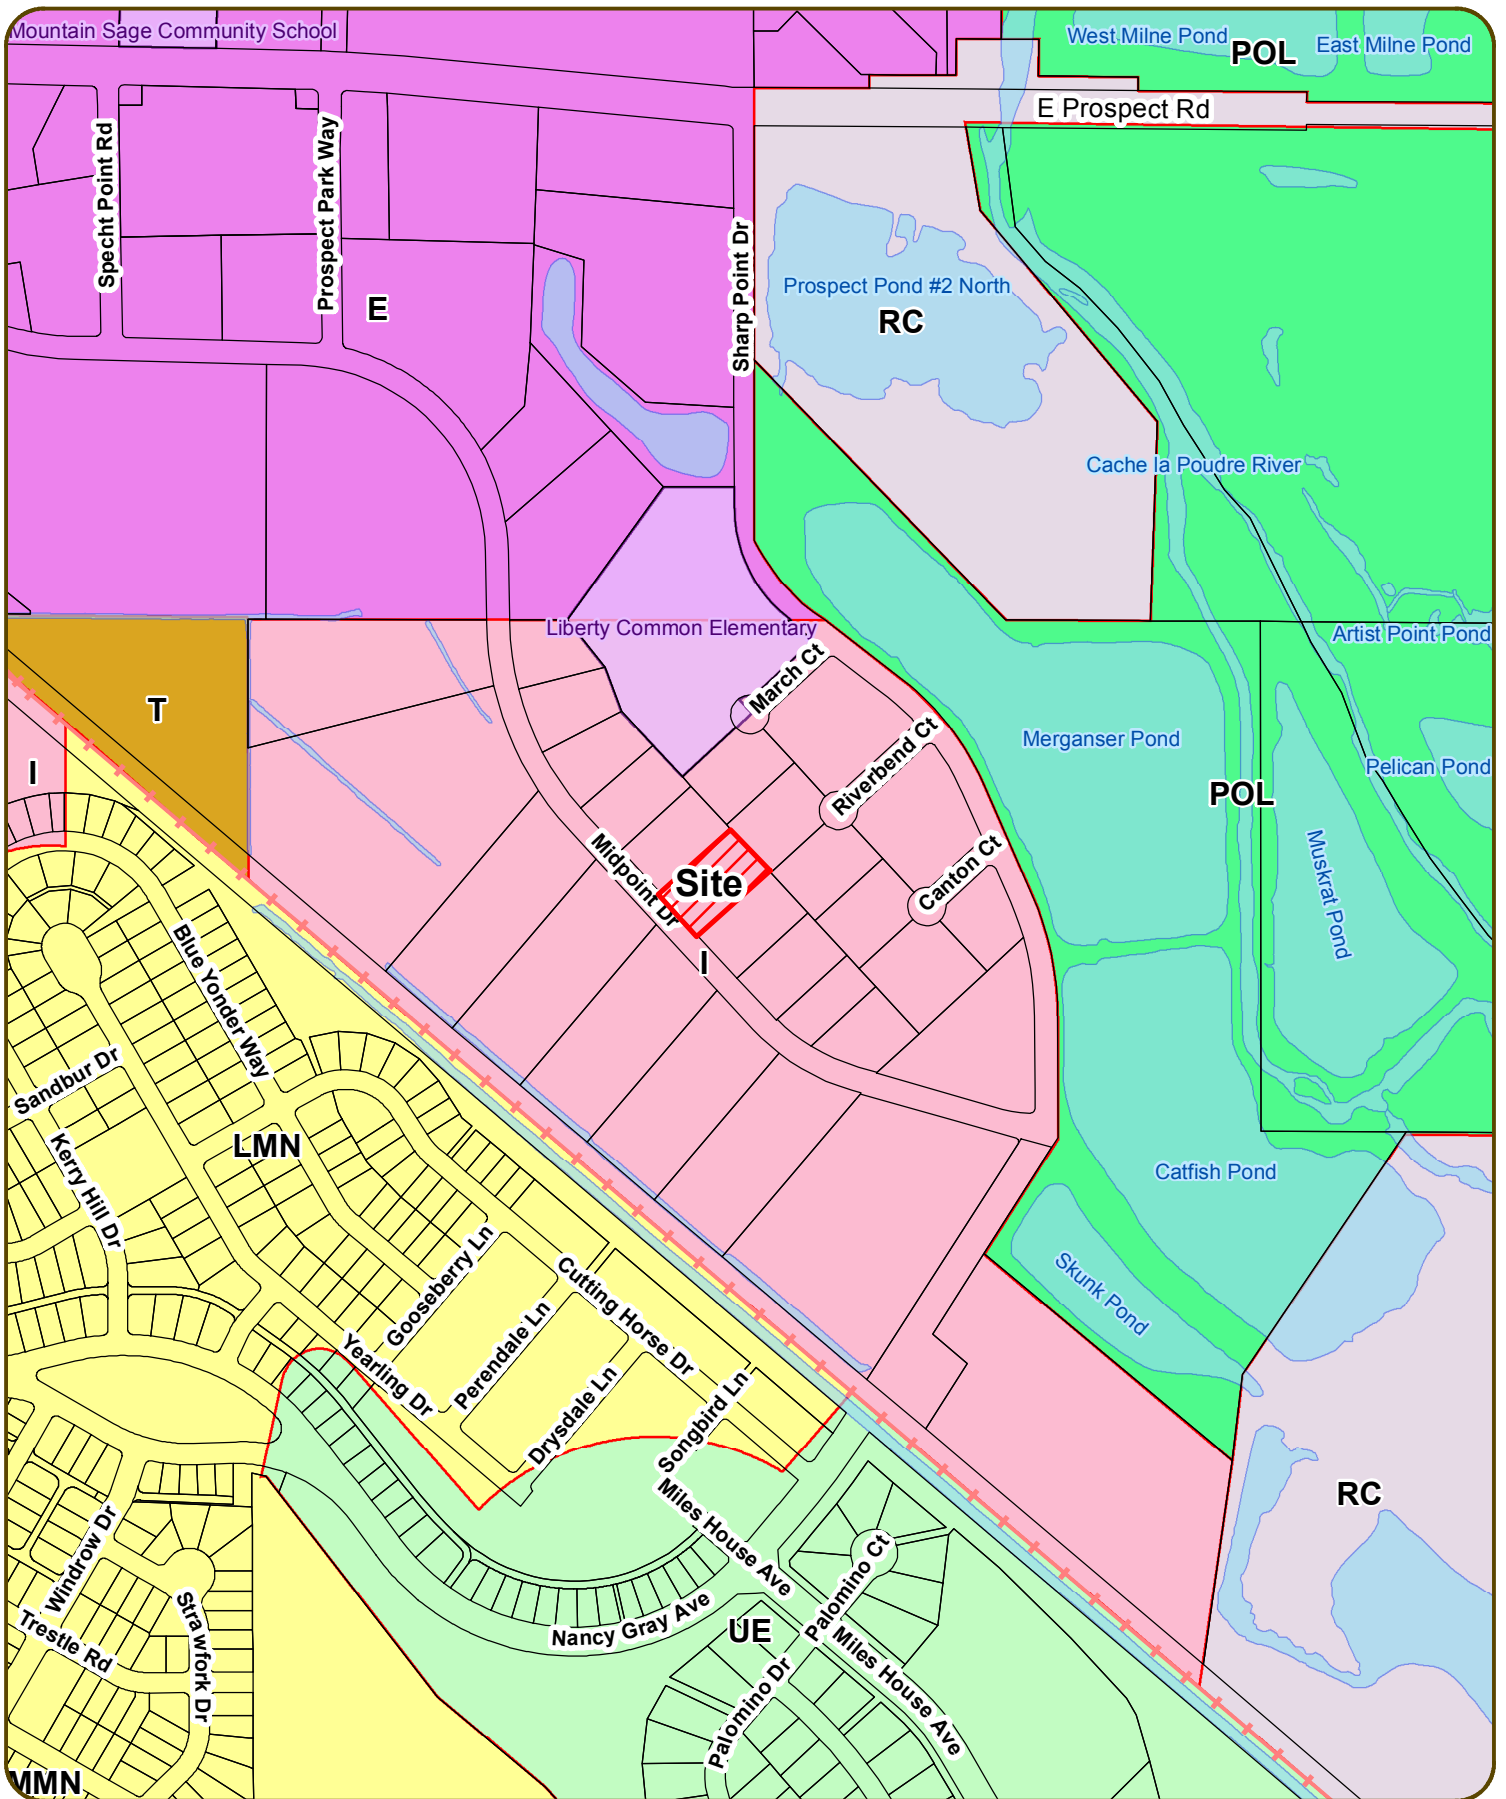 Mountain Sage Community School
West Milne Pond
POL
East Milne Pond
E Prospect Rd
Specht Point Rd
Prospect Park Way
Sharp Point Dr
E
Prospect Pond #2 North
RC
Cache la Poudre River
Liberty Common Elementary
Artist Point Pond
March Ct
T
Riverbend Ct
Merganser Pond
Pelican Pond
I
POL
Midpoint Dr
Site
Canton Ct
Muskrat Pond
I
Blue Yonder Way
Sandbur Dr
LMN
Kerry Hill Dr
Catfish Pond
Gooseberry Ln
Cutting Horse Dr
Skunk Pond
Yearling Dr
Perendale Ln
Drysdale Ln
Songbird Ln
RC
Miles House Ave
Windrow Dr
Palomino Ct
Strawfork Dr
Nancy Gray Ave
UE
Trestle Rd
Miles House Ave
Palomino Dr
MMN